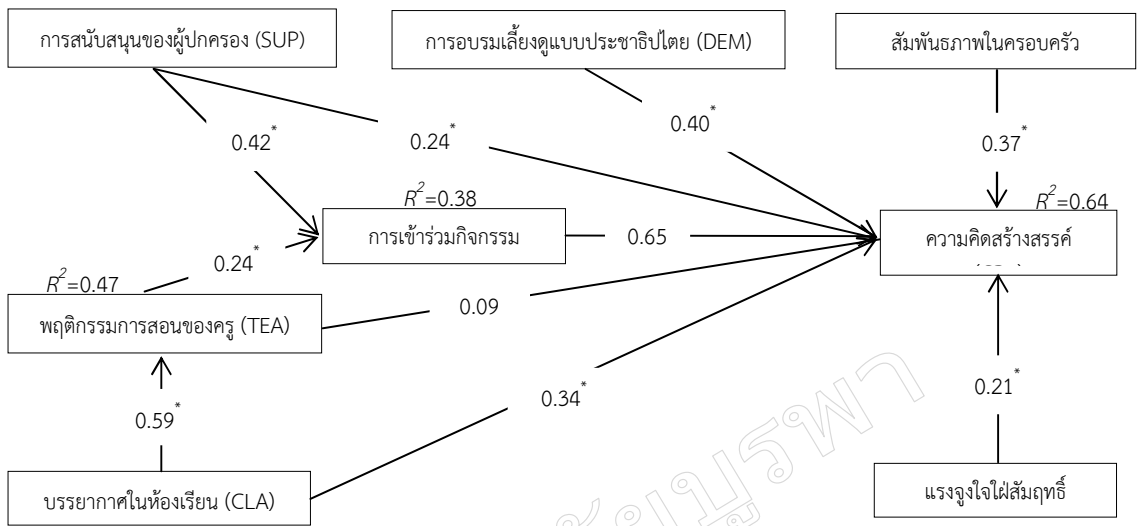 การสนับสนุนของผู้ปกครอง (SUP)
การอบรมเลี้ยงดูแบบประชาธิปไตย (DEM)
สัมพันธภาพในครอบครัว
0.42*
0.24*
0.40*
0.37*
R²=0.38
R²=0.64
การเข้าร่วมกิจกรรม
0.65
ความคิดสร้างสรรค์
0.24*
R²=0.47
พฤติกรรมการสอนของครู (TEA)
0.09
0.59*
0.34*
0.21*
บรรยากาศในห้องเรียน (CLA)
แรงจูงใจใฝ่สัมฤทธิ์